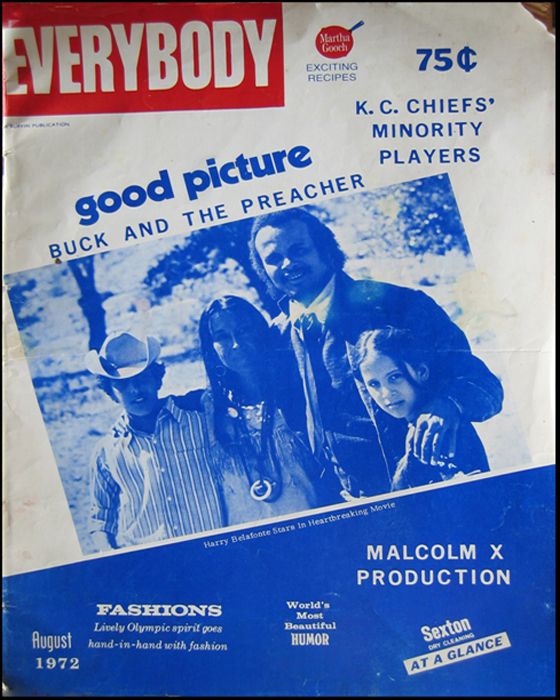 EVERYBODY
Martha
Gooch
EXCITING
RECIPES
75¢
PUBLICATION
K. C. CHIEFS'
MINORITY
PLAYERS
good picture
BUCK AND THE PREACHER
Harry Belafonte Stars In Heartbreaking Movie
MALCOLM X
PRODUCTION
FASHIONS
Lively Olympic spirit goes
hand-in-hand with fashion
World's
Most
Beautiful
HUMOR
Sexton
DRY CLEANING
AT A GLANCE
August
1972